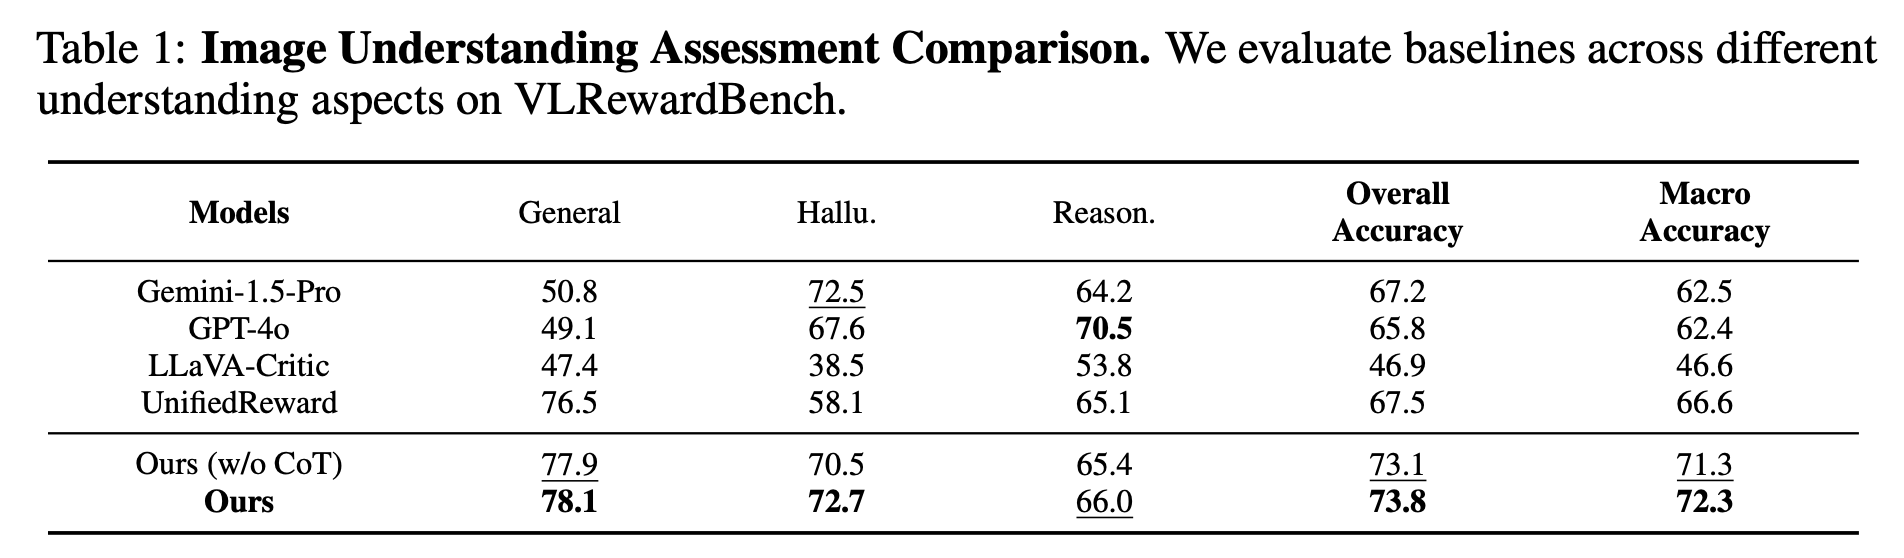 Table 1: Image Understanding Assessment Comparison. We evaluate baselines across different
understanding aspects on VLRewardBench.
Models General Hallu. Reason. Overall Accuracy Macro Accuracy
Gemini-1.5-Pro 50.8 72.5 64.2 67.2 62.5
GPT-4o 49.1 67.6 70.5 65.8 62.4
LLaVA-Critic 47.4 38.5 53.8 46.9 46.6
UnifiedReward 76.5 58.1 65.1 67.5 66.6
Ours (w/o CoT) 77.9 70.5 65.4 73.1 71.3
Ours 78.1 72.7 66.0 73.8 72.3